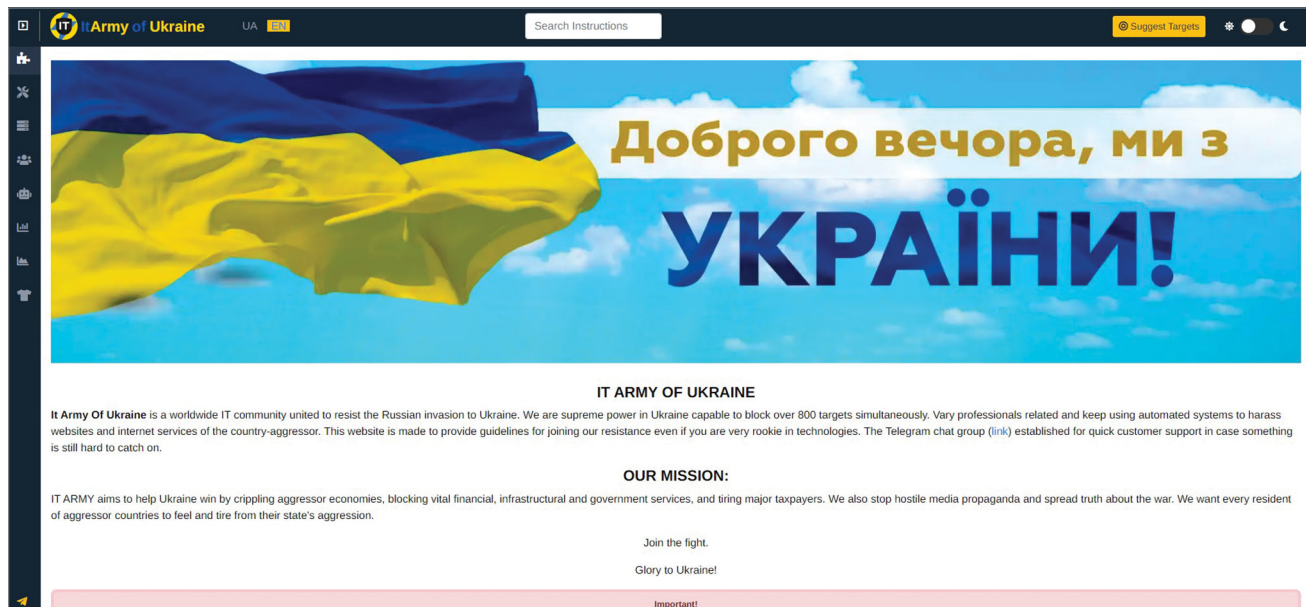 ItArmy of Ukraine
UA EN
Search Instructions
Suggest Targets
Доброго вечора, ми з
УКРАЇНИ!
IT ARMY OF UKRAINE
It Army Of Ukraine is a worldwide IT community united to resist the Russian invasion to Ukraine. We are supreme power in Ukraine capable to block over 800 targets simultaneously. Vary professionals related and keep using automated systems to harass
websites and internet services of the country-aggressor. This website is made to provide guidelines for joining our resistance even if you are very rookie in technologies. The Telegram chat group (link) established for quick customer support in case something
is still hard to catch on.
OUR MISSION:
IT ARMY aims to help Ukraine win by crippling aggressor economies, blocking vital financial, infrastructural and government services, and tiring major taxpayers. We also stop hostile media propaganda and spread truth about the war. We want every resident
of aggressor countries to feel and tire from their state's aggression.
Join the fight.
Glory to Ukraine!
Important!